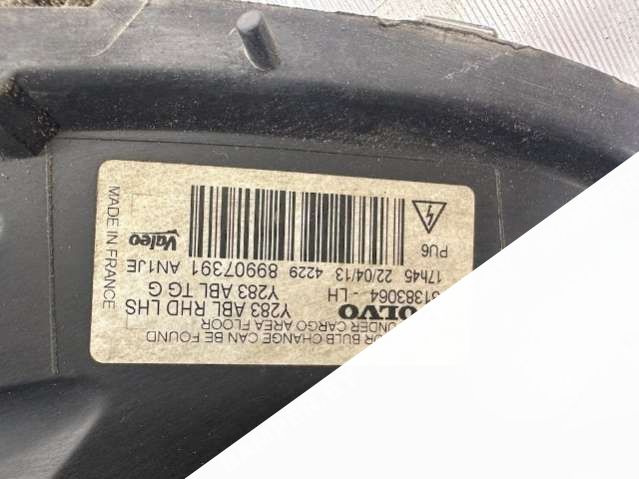 BULB CHANGE CAN BE FOUND
UNDER CARGO AREA FLOOR
VOLVO Y283 ABL RHD LHS
31383064 - LH Y283 ABL TG G
17h45 22/04/13 4229 89907391 AN1JE
PU6
Valeo
MADE IN FRANCE